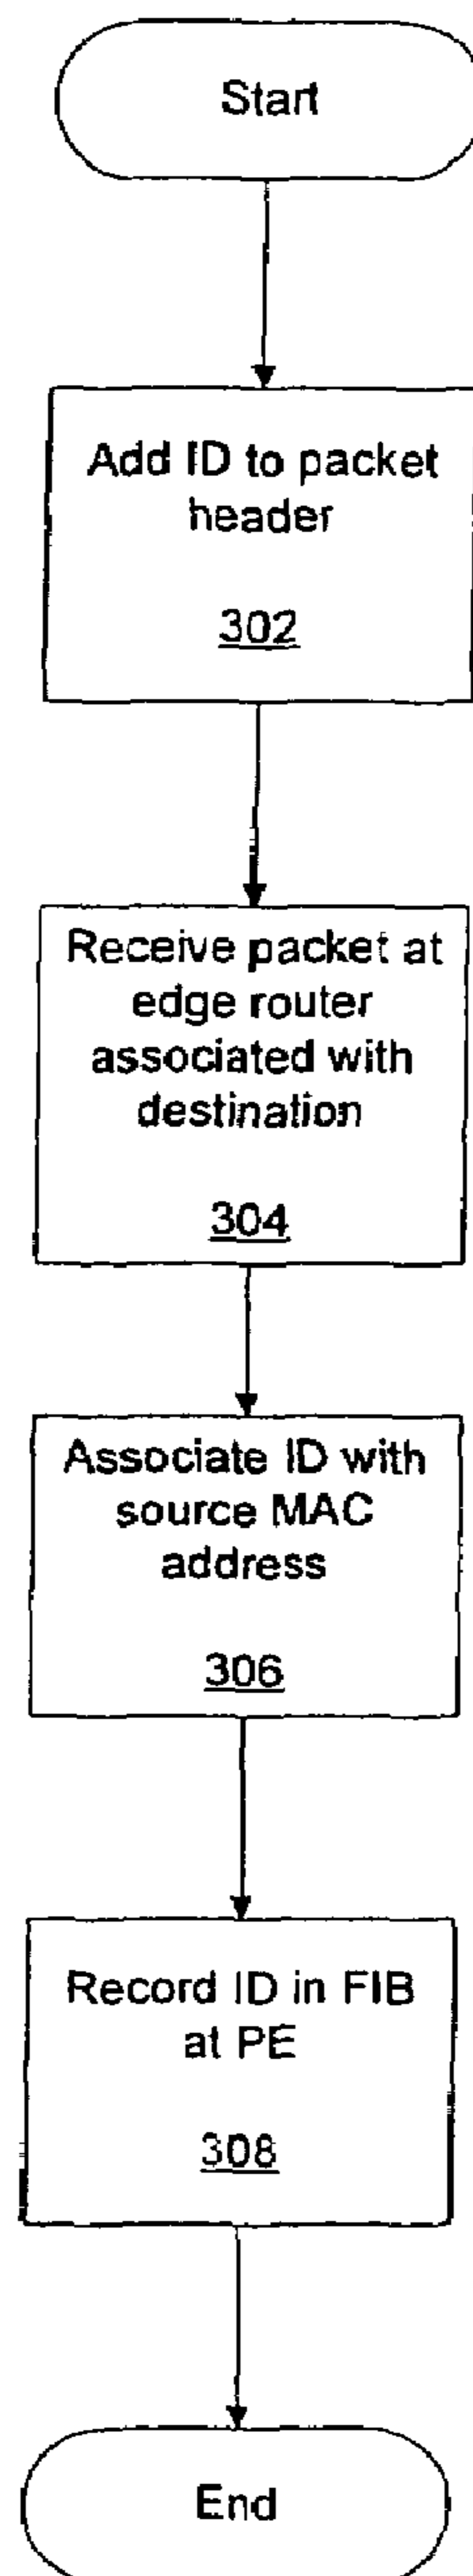 Start
Add ID to packet
header
302
Receive packet at
edge router
associated with
destination
304
Associate ID with
source MAC
address
306
Record ID in FIB
at PE
308
End